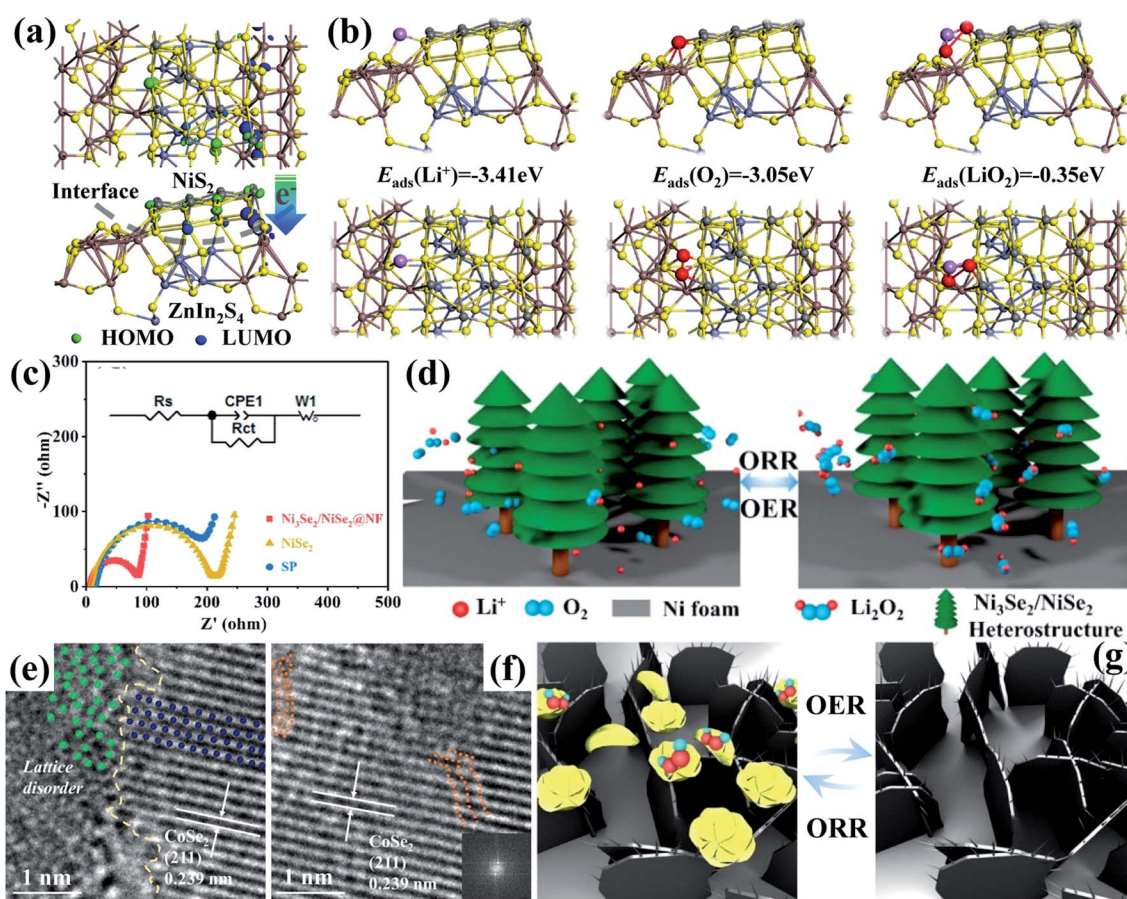 (a)
NiS₂
Interface
e⁻
ZnIn₂S₄
HOMO LUMO
(b)
Eads(Li⁺)=-3.41eV
Eads(O₂)=-3.05eV
Eads(LiO₂)=-0.35eV
(c)
300
250
200
150
100
50
0
-Z'' (ohm)
Rs
CPE1
Rct
W1
Ni₃Se₂/NiSe₂@NF
NiSe₂
SP
0 100 200 300 400 500
Z' (ohm)
(d)
ORR
OER
Li⁺ O₂ Ni foam Li₂O₂ Ni₃Se₂/NiSe₂
Heterostructure
(e)
Lattice
disorder
CoSe₂
(211)
0.239 nm
1 nm
CoSe₂
(211)
0.239 nm
1 nm
(f)
OER
ORR
(g)